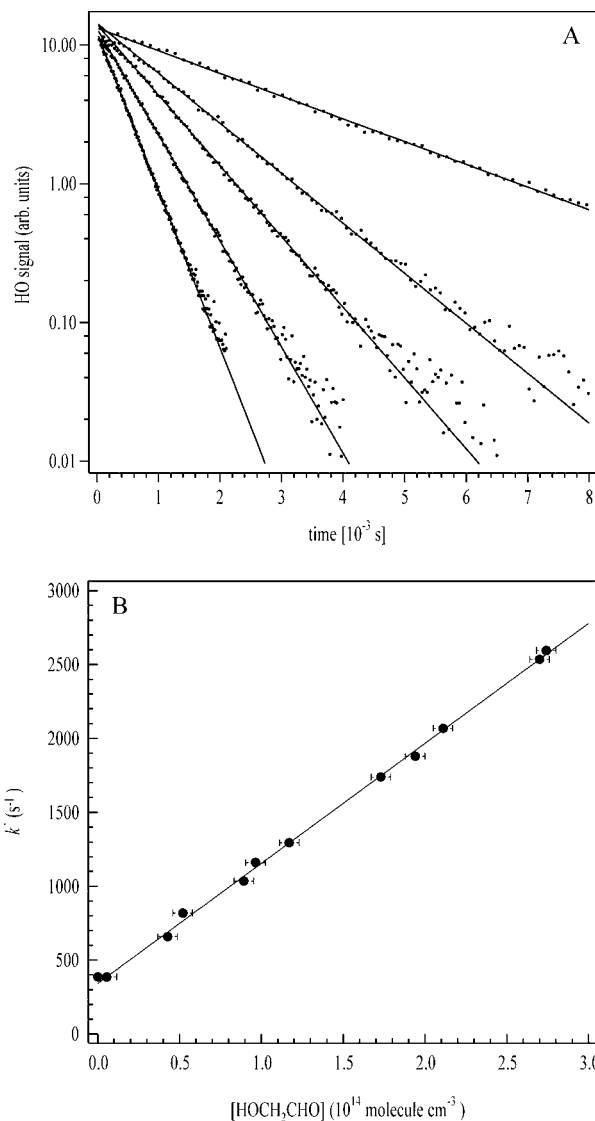 A
10.00
1.00
0.10
0.01
HO signal (arb. units)
0 1 2 3 4 5 6 7 8
time [10⁻³ s]
B
3000
2500
2000
1500
1000
500
0
k' (s⁻¹)
0.0 0.5 1.0 1.5 2.0 2.5 3.0
[HOCH₂CHO] (10¹⁴ molecule cm⁻³)